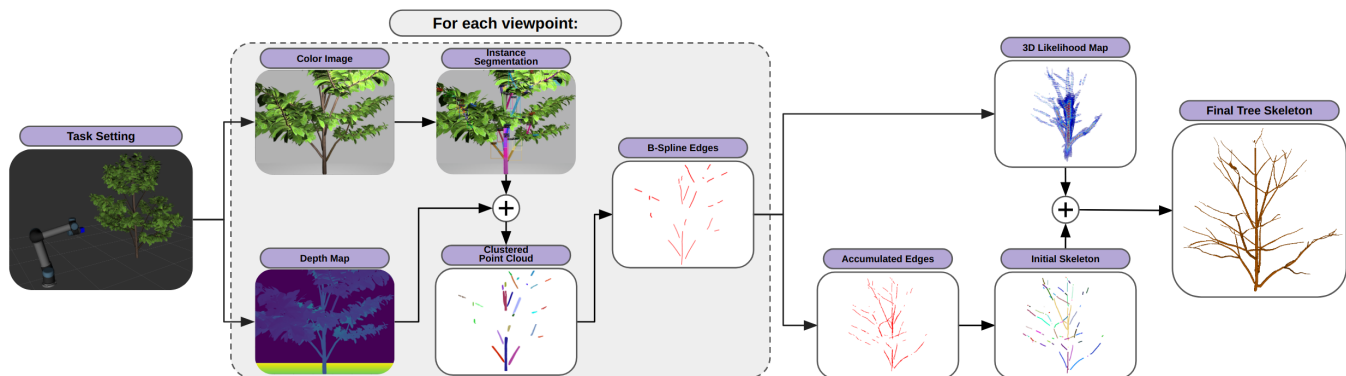 For each viewpoint:
Color Image
Instance
Segmentation
3D Likelihood Map
Task Setting
Final Tree Skeleton
B-Spline Edges
+
+
Depth Map
Clustered
Point Cloud
Accumulated Edges
Initial Skeleton